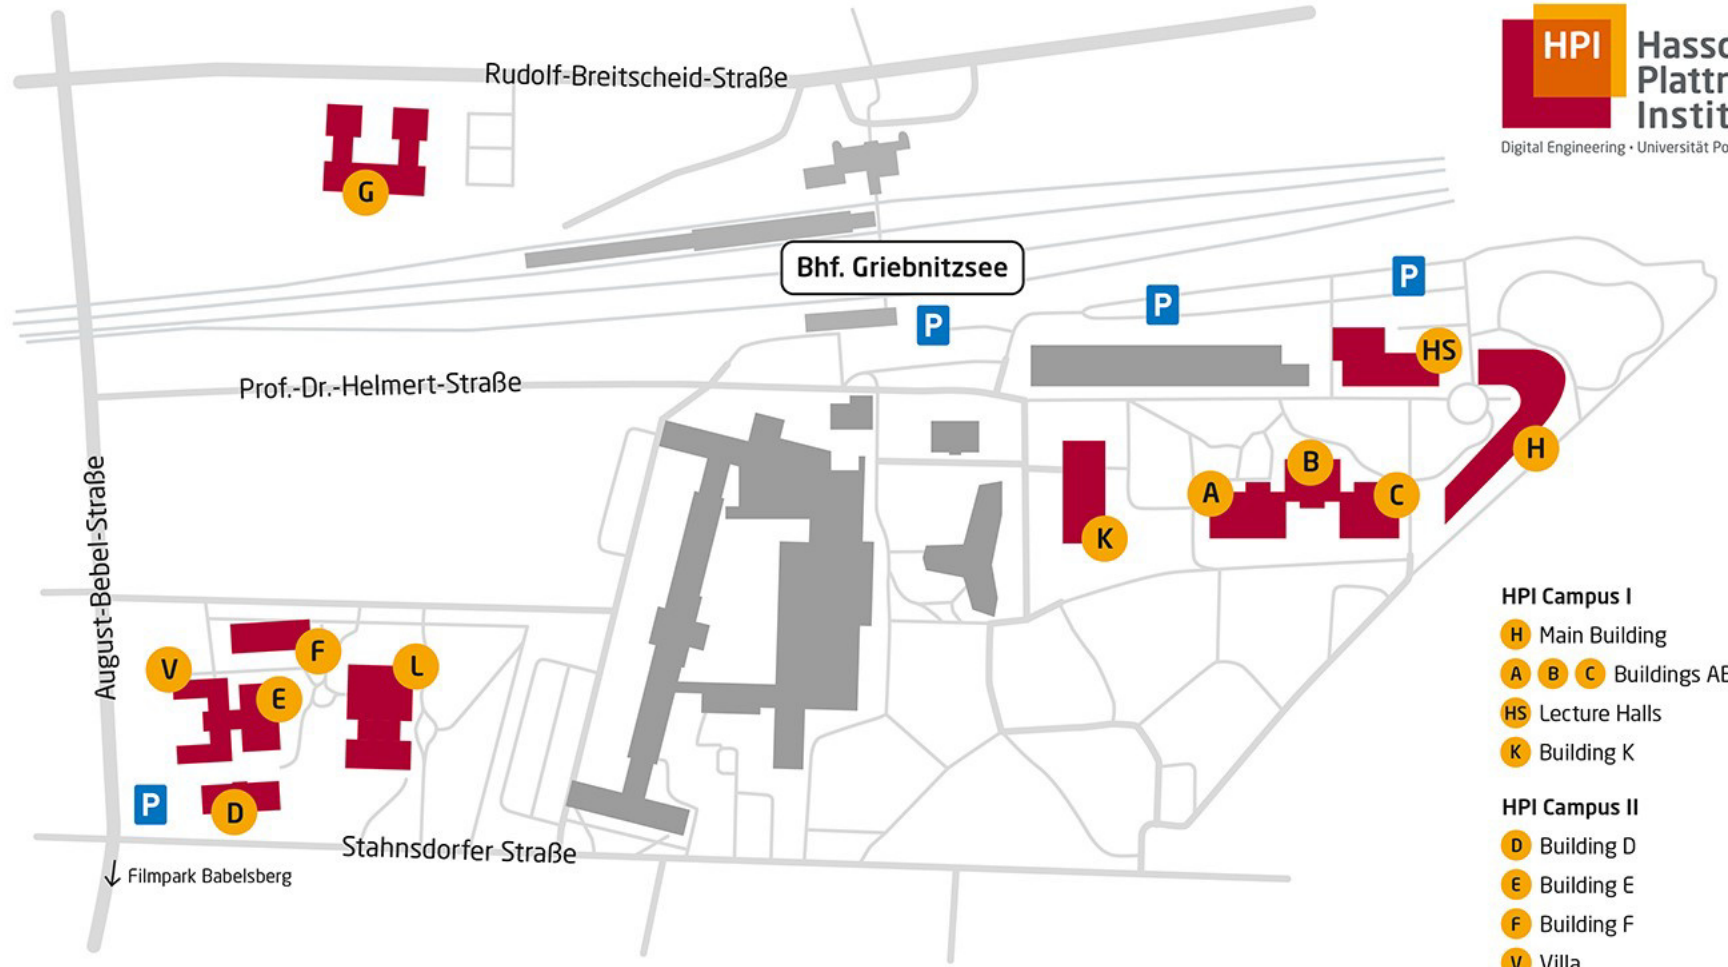 HPI
Hasso
Plattn
Instit
Digital Engineering • Universität Po
Rudolf-Breitscheid-Straße
G
Bhf. Griebnitzsee
P
P
P
HS
Prof.-Dr.-Helmert-Straße
H
B
A
C
K
August-Bebel-Straße
F
V
L
E
P
D
Stahnsdorfer Straße
↓ Filmpark Babelsberg
HPI Campus I
H Main Building
A B C Buildings AB
HS Lecture Halls
K Building K
HPI Campus II
D Building D
E Building E
F Building F
V Villa